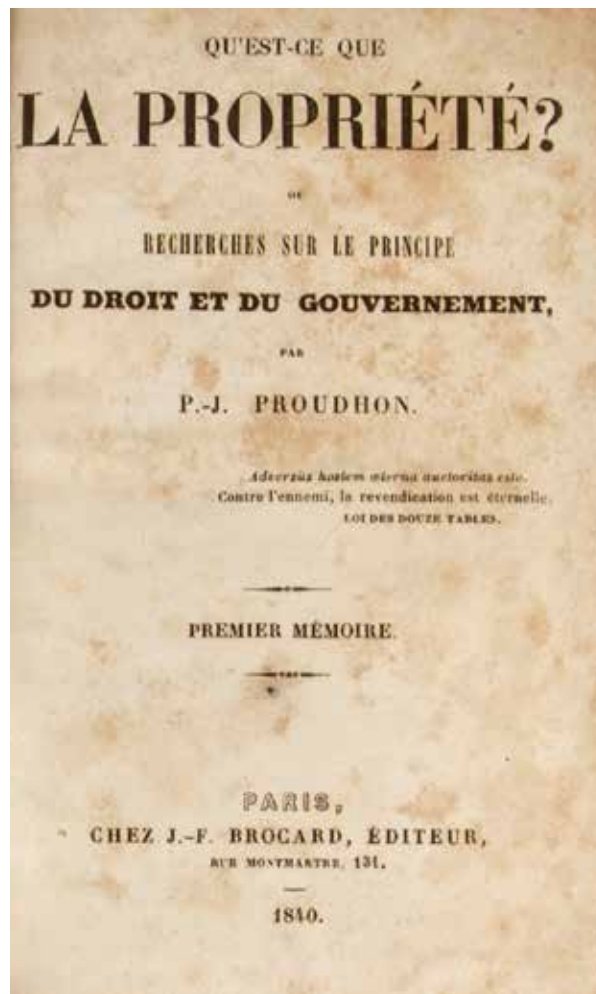 QU'EST-CE QUE
LA PROPRIÉTÉ?
OU
RECHERCHES SUR LE PRINCIPE
DU DROIT ET DU GOUVERNEMENT,
PAR
P.-J. PROUDHON.
Adversùs hostem æterna auctoritas esto.
Contre l'ennemi, la revendication est éternelle.
LOI DES DOUZE TABLES.
PREMIER MÉMOIRE.
PARIS,
CHEZ J.-F. BROCARD, ÉDITEUR,
RUE MONTMARTRE, 131.
1840.